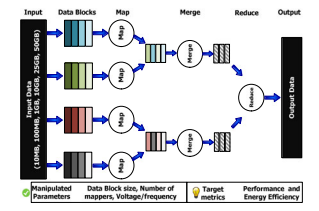 Input
Data Blocks
Map
Merge
Reduce
Output
Input Data
(10MB, 100MB, 1GB, 10GB, 25GB, 50GB)
Map
Map
Map
Map
Merge
Merge
Reduce
Output Data
Manipulated
Parameters
Data Block size, Number of
mappers, Voltage/frequency
Target
metrics
Performance and
Energy Efficiency